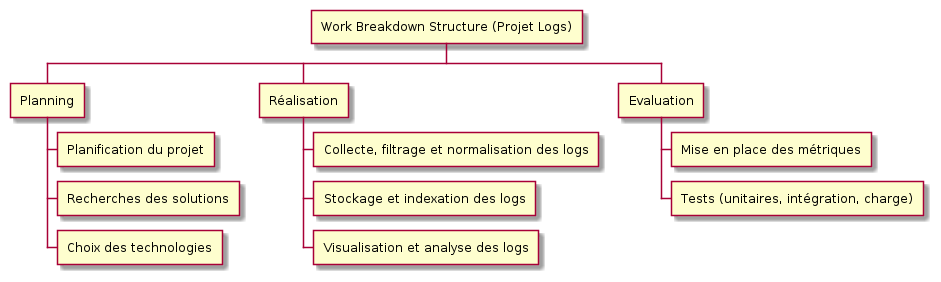 Work Breakdown Structure (Projet Logs)
Planning
Planification du projet
Recherches des solutions
Choix des technologies
Réalisation
Collecte, filtrage et normalisation des logs
Stockage et indexation des logs
Visualisation et analyse des logs
Evaluation
Mise en place des métriques
Tests (unitaires, intégration, charge)